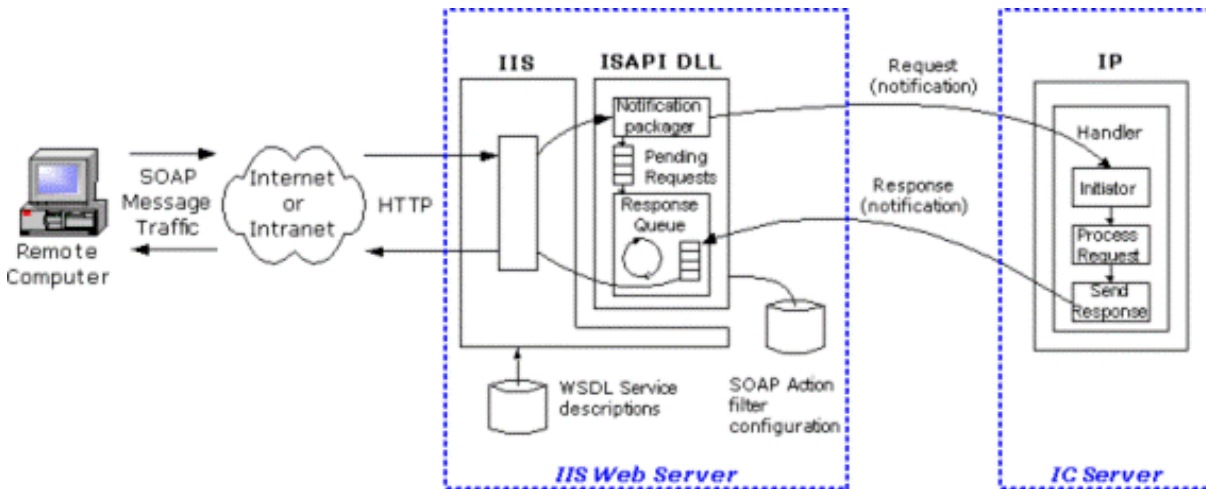 Remote
Computer
SOAP
Message
Traffic
Internet
or
Intranet
HTTP
IIS
ISAPI DLL
Notification
packager
Pending
Requests
Response
Queue
WSDL Service
descriptions
SOAP Action
filter
configuration
IIS Web Server
Request
(notification)
Response
(notification)
IP
Handler
Initiator
Process
Request
Send
Response
IC Server